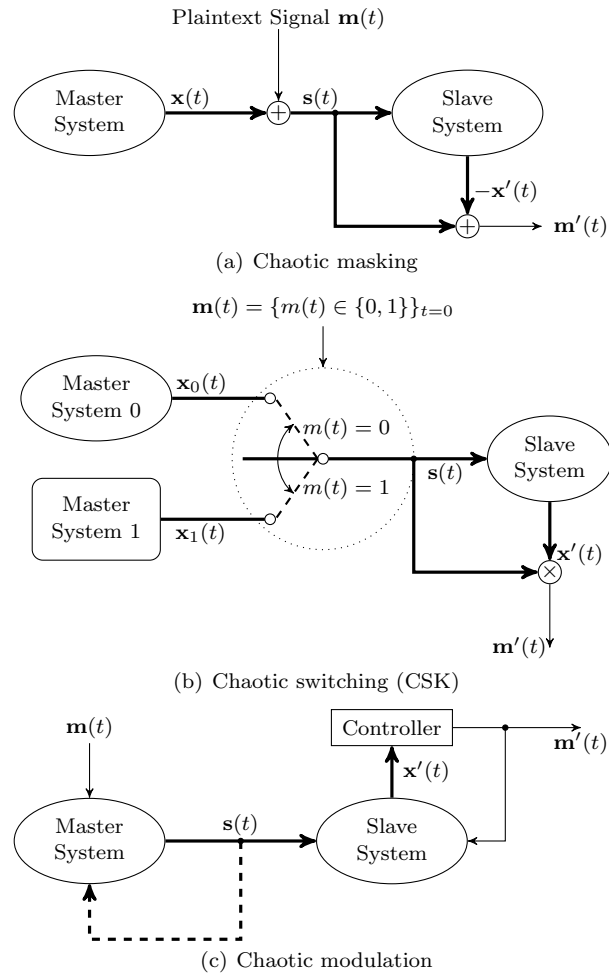 Plaintext Signal m(t)
Master
System
x(t)
+
s(t)
Slave
System
−x′(t)
+
m′(t)
(a) Chaotic masking
m(t) = {m(t) ∈ {0, 1}}t=0
Master
System 0
x0(t)
m(t) = 0
m(t) = 1
Master
System 1
x1(t)
s(t)
Slave
System
x′(t)
×
m′(t)
(b) Chaotic switching (CSK)
m(t)
Controller
m′(t)
x′(t)
Master
System
s(t)
Slave
System
(c) Chaotic modulation